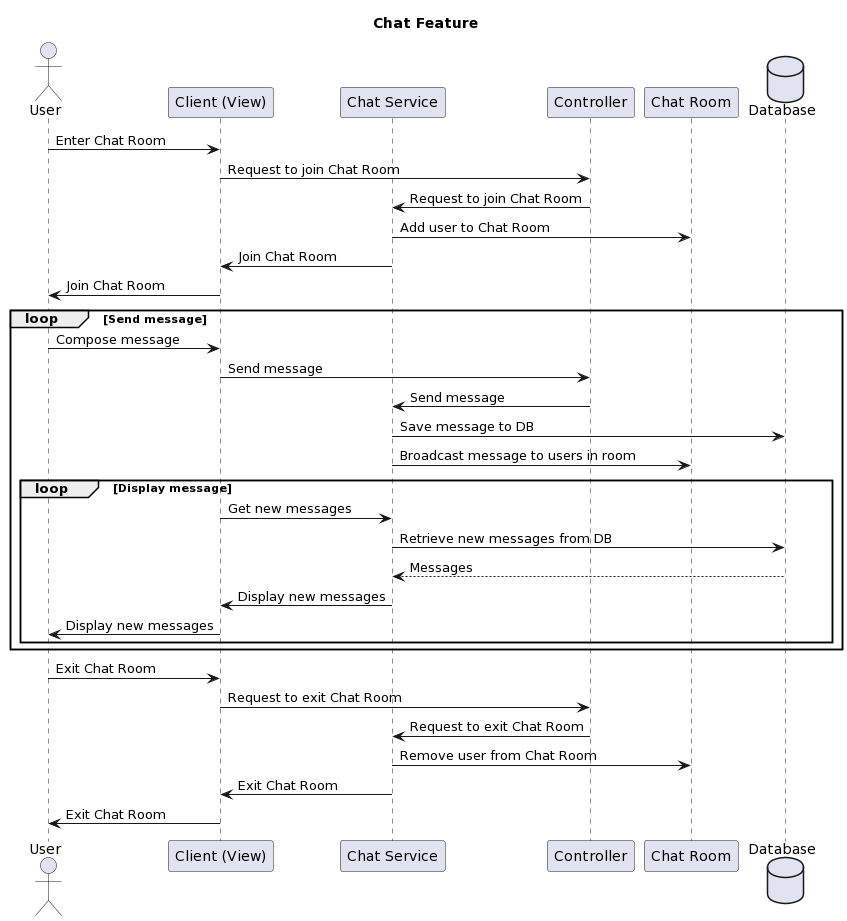 Chat Feature
User
Client (View)
Chat Service
Controller
Chat Room
Database
Enter Chat Room
Request to join Chat Room
Request to join Chat Room
Add user to Chat Room
Join Chat Room
Join Chat Room
loop [Send message]
Compose message
Send message
Send message
Save message to DB
Broadcast message to users in room
loop [Display message]
Get new messages
Retrieve new messages from DB
Messages
Display new messages
Display new messages
Exit Chat Room
Request to exit Chat Room
Request to exit Chat Room
Remove user from Chat Room
Exit Chat Room
Exit Chat Room
User
Client (View)
Chat Service
Controller
Chat Room
Database